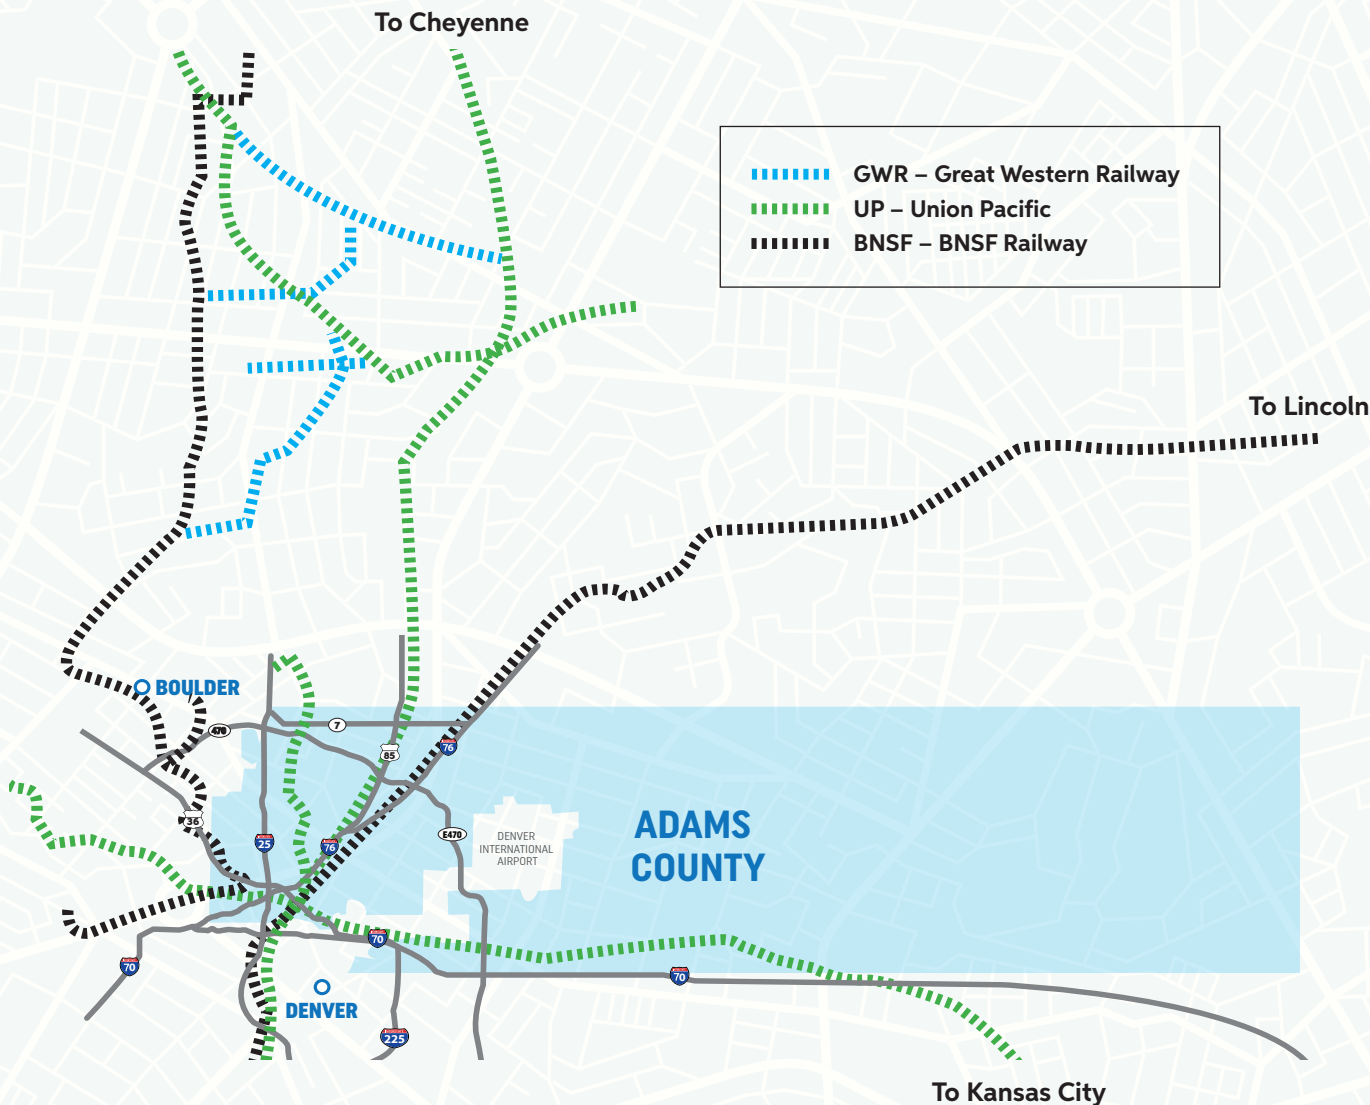 To Cheyenne
GWR – Great Western Railway
UP – Union Pacific
BNSF – BNSF Railway
To Lincoln
BOULDER
470
7
85
76
36
25
76
E470
DENVER
INTERNATIONAL
AIRPORT
ADAMS
COUNTY
70
70
70
DENVER
225
To Kansas City